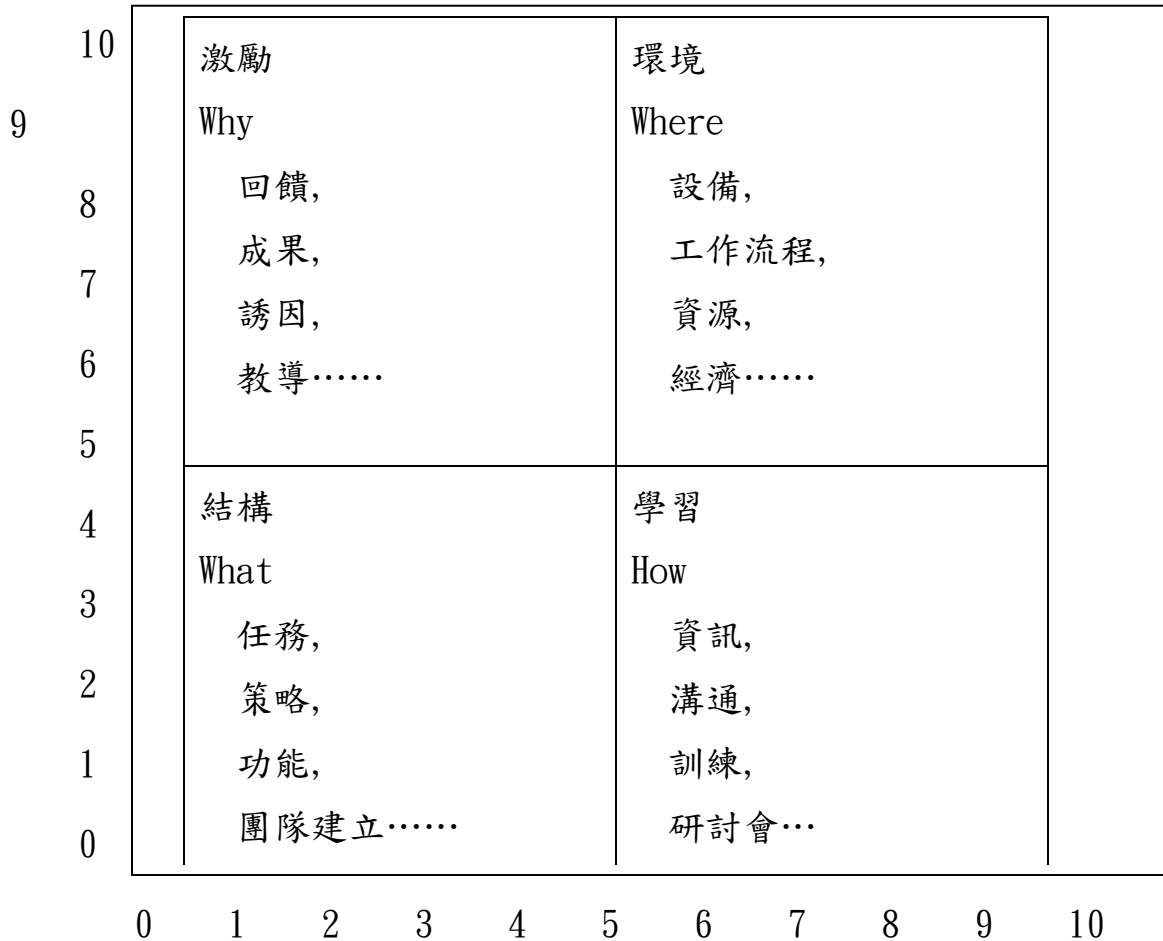 10
9
8
7
6
5
4
3
2
1
0
激勵
Why
回饋,
成果,
誘因,
教導……
環境
Where
設備,
工作流程,
資源,
經濟……
結構
What
任務,
策略,
功能,
團隊建立……
學習
How
資訊,
溝通,
訓練,
研討會…
0 1 2 3 4 5 6 7 8 9 10